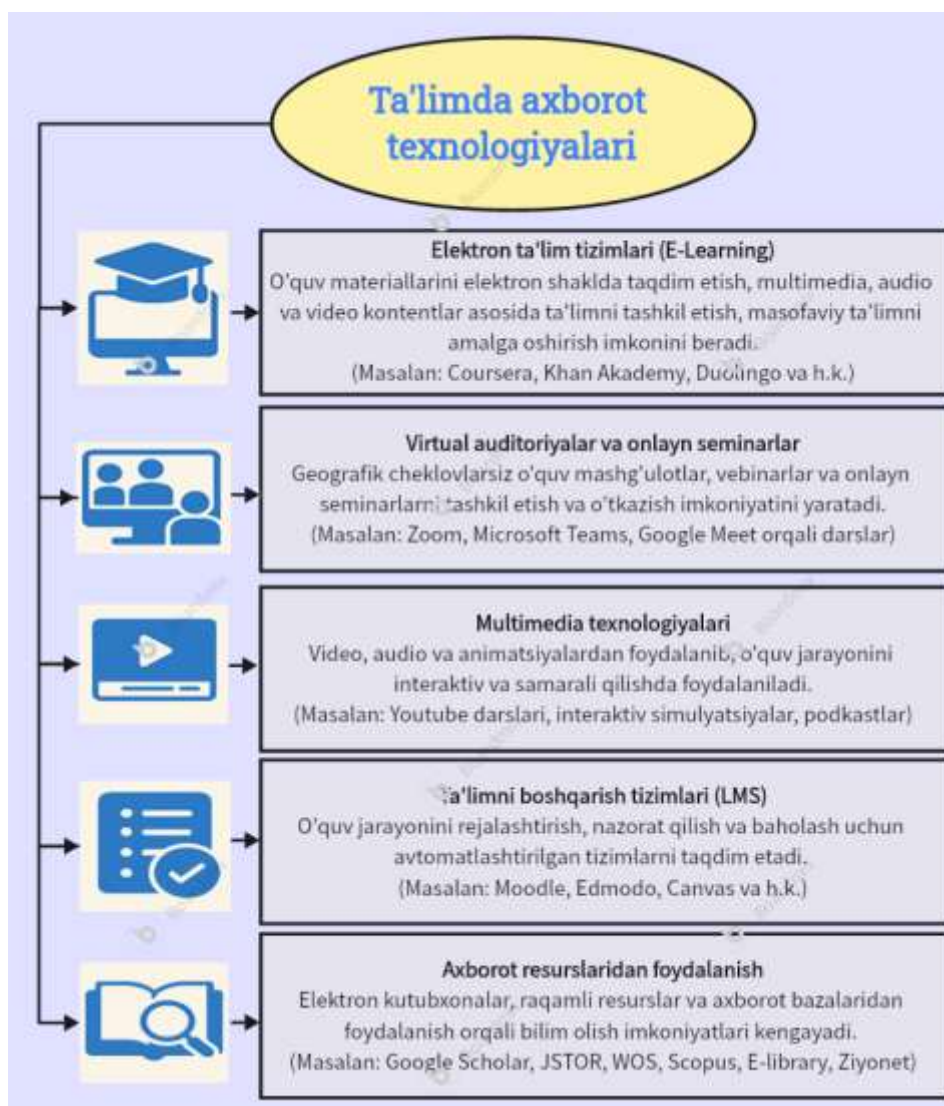 Ta'limda axborot
texnologiyalari
Elektron ta'lim tizimlari (E-Learning)
O'quv materiallarini elektron shaklda taqdim etish, multimedia, audio
va video kontentlar asosida ta'limni tashkil etish, masofaviy ta'limni
amalga oshirish imkonini beradi.
(Masalan: Coursera, Khan Akademy, Duolingo va h.k.)
Virtual auditoriyalar va onlayn seminarlar
Geografik cheklovlarsiz o'quv mashg'ulotlar, vebinarlar va onlayn
seminarlarni tashkil etish va o'tkazish imkoniyatini yaratadi.
(Masalan: Zoom, Microsoft Teams, Google Meet orqali darslar)
Multimedia texnologiyalari
Video, audio va animatsiyalardan foydalanib, o'quv jarayonini
interaktiv va samarali qilishda foydalaniladi.
(Masalan: Youtube darslari, interaktiv simulyatsiyalar, podkastlar)
Ta'limni boshqarish tizimlari (LMS)
O'quv jarayonini rejalashtirish, nazorat qilish va baholash uchun
avtomatlashtirilgan tizimlarni taqdim etadi.
(Masalan: Moodle, Edmodo, Canvas va h.k.)
Axborot resurslaridan foydalanish
Elektron kutubxonalar, raqamli resurslar va axborot bazalaridan
foydalanish orqali bilim olish imkoniyatlari kengayadi.
(Masalan: Google Scholar, JSTOR, WOS, Scopus, E-library, Ziyonet)